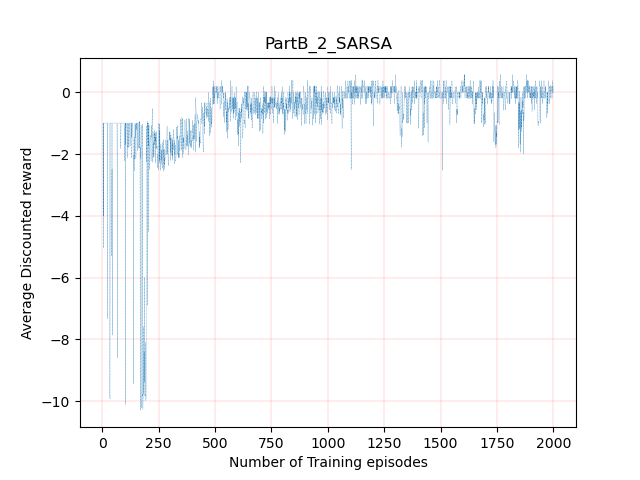 PartB_2_SARSA
Average Discounted reward
0
−2
−4
−6
−8
−10
0 250 500 750 1000 1250 1500 1750 2000
Number of Training episodes